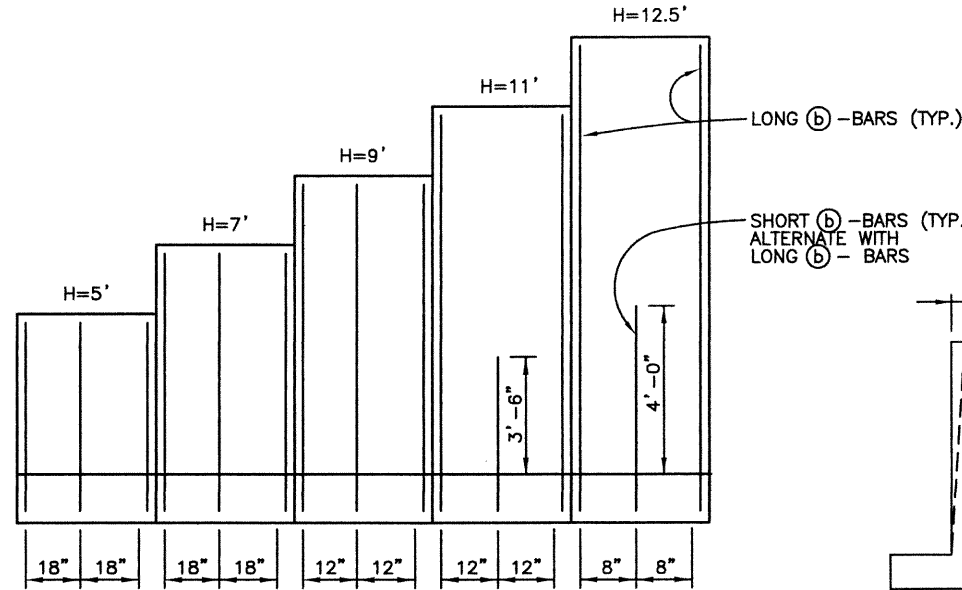 H=12.5'
H=11'
LONG ⓑ -BARS (TYP.)
H=9'
H=7'
SHORT ⓑ -BARS (TYP.
ALTERNATE WITH
LONG ⓑ - BARS
H=5'
3'-6"
4'-0"
18" 18" 18" 18" 12" 12" 12" 12" 8" 8"